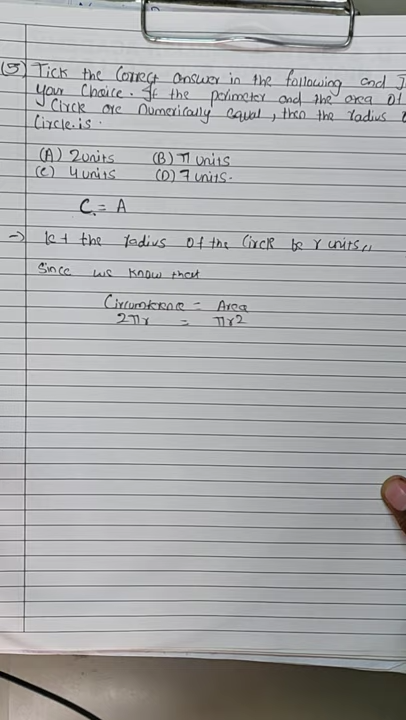 (5) Tick the correct answer in the following and J
your Choice. If the perimeter and the area of
Circle are numerically equal, then the radius
Circle.is.
(A) 2units (B) π units
(C) 4units (D) 7 units.
C = A
→ let the radius of the Circle be r units,,
Since we know that
Circumference = Area
2πr = πr2